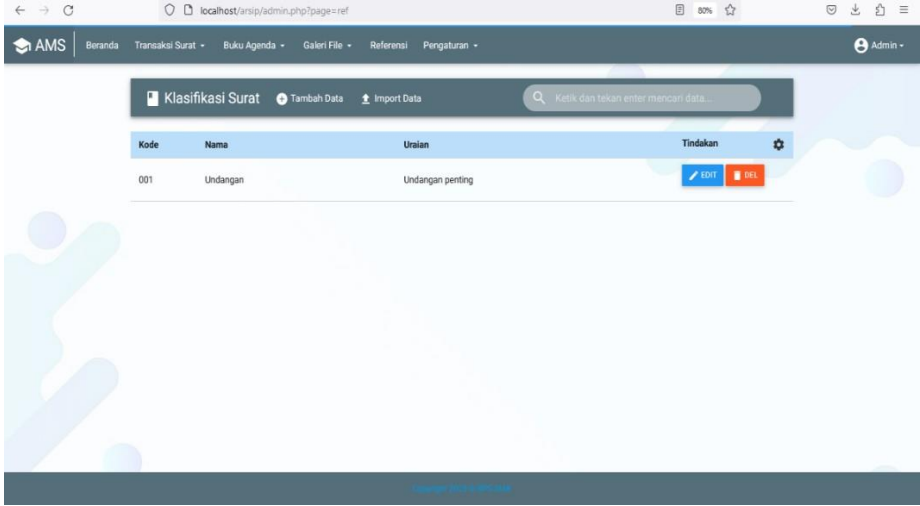 localhost/arsip/admin.php?page=ref 80%
AMS Beranda Transaksi Surat Buku Agenda Galeri File Referensi Pengaturan Admin
Klasifikasi Surat Tambah Data Import Data Ketik dan tekan enter mencari data...
Kode Nama Uraian Tindakan
001 Undangan Undangan penting EDIT DEL